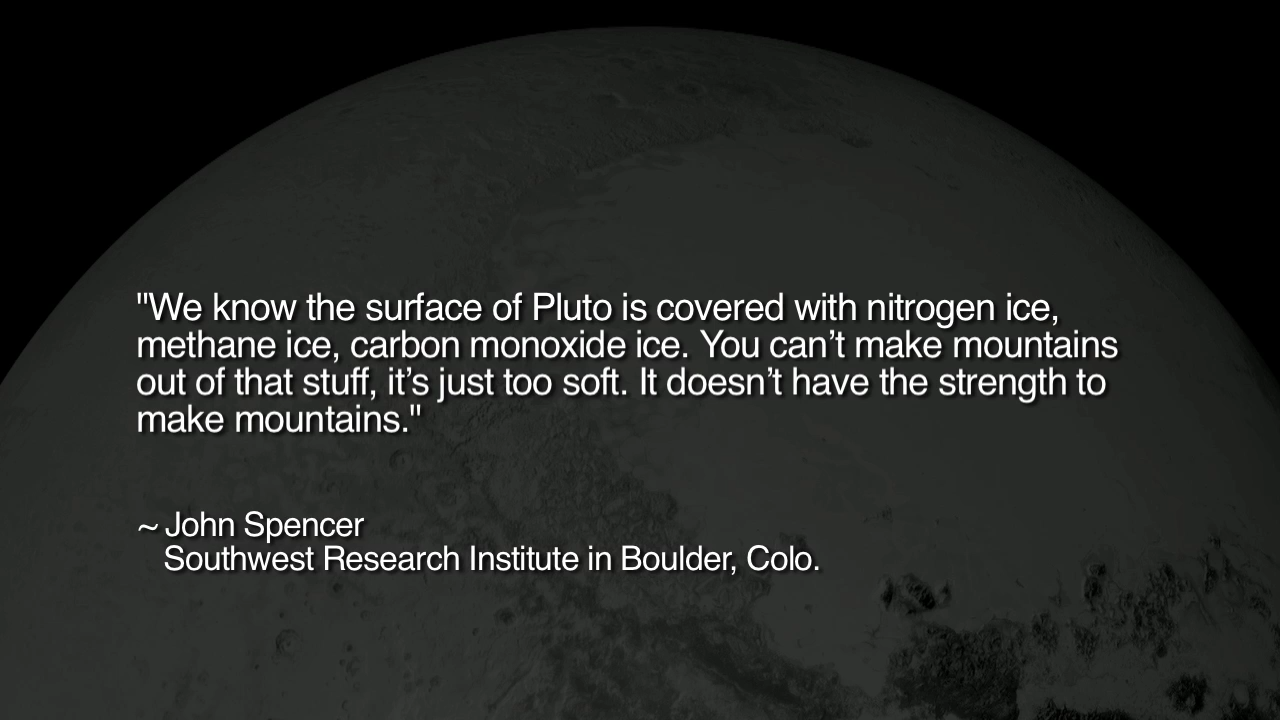 "We know the surface of Pluto is covered with nitrogen ice,
methane ice, carbon monoxide ice. You can’t make mountains
out of that stuff, it’s just too soft. It doesn’t have the strength to
make mountains."
~ John Spencer
Southwest Research Institute in Boulder, Colo.